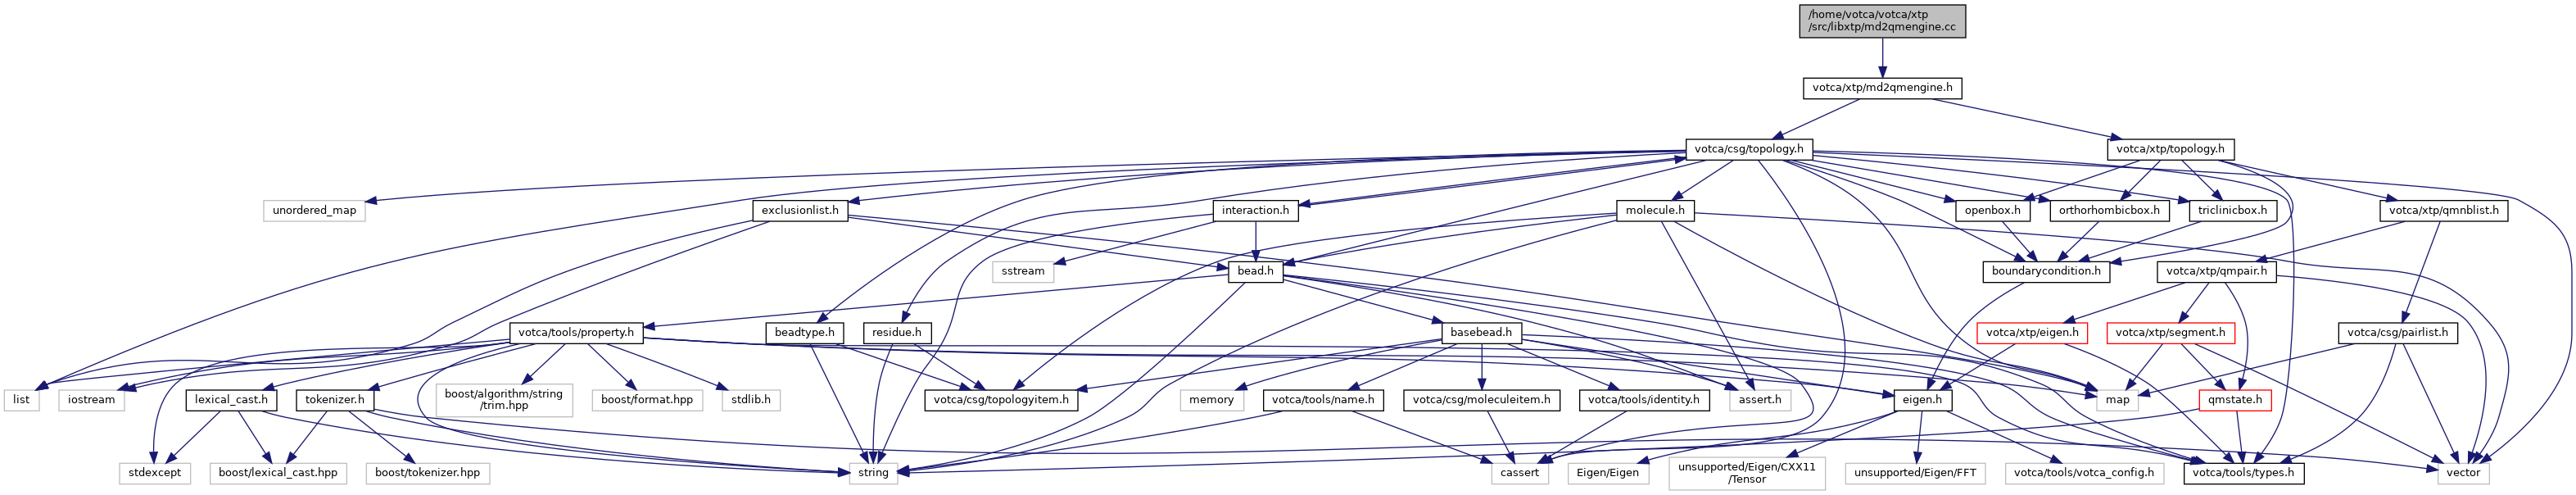 /home/votca/votca/xtp
/src/libxtp/md2qmengine.cc
votca/xtp/md2qmengine.h
votca/csg/topology.h
votca/xtp/topology.h
unordered_map
exclusionlist.h
interaction.h
molecule.h
openbox.h
orthorhombicbox.h
triclinicbox.h
votca/xtp/qmnblist.h
sstream
bead.h
boundarycondition.h
votca/xtp/qmpair.h
votca/tools/property.h
beadtype.h
residue.h
basebead.h
votca/xtp/eigen.h
votca/xtp/segment.h
votca/csg/pairlist.h
list
iostream
lexical_cast.h
tokenizer.h
boost/algorithm/string
/trim.hpp
boost/format.hpp
stdlib.h
votca/csg/topologyitem.h
memory
votca/tools/name.h
votca/csg/moleculeitem.h
votca/tools/identity.h
assert.h
eigen.h
map
qmstate.h
stdexcept
boost/lexical_cast.hpp
boost/tokenizer.hpp
string
cassert
Eigen/Eigen
unsupported/Eigen/CXX11
/Tensor
unsupported/Eigen/FFT
votca/tools/votca_config.h
votca/tools/types.h
vector